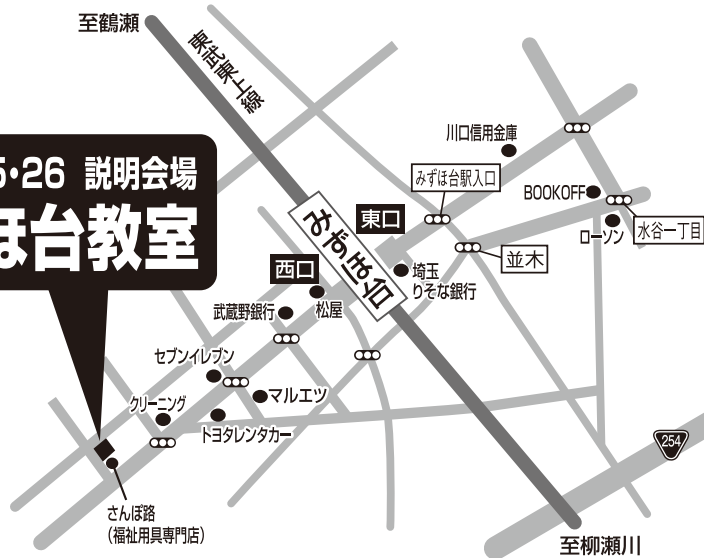 至鶴瀬
東武東上線
5・26 説明会場
ほ台教室
川口信用金庫
みずほ台駅入口
BOOKOFF
ローソン
水谷一丁目
東口
みずほ台
並木
西口
埼玉
りそな銀行
武蔵野銀行
松屋
セブンイレブン
マルエツ
クリーニング
トヨタレンタカー
254
さんぽ路
（福祉用具専門店）
至柳瀬川